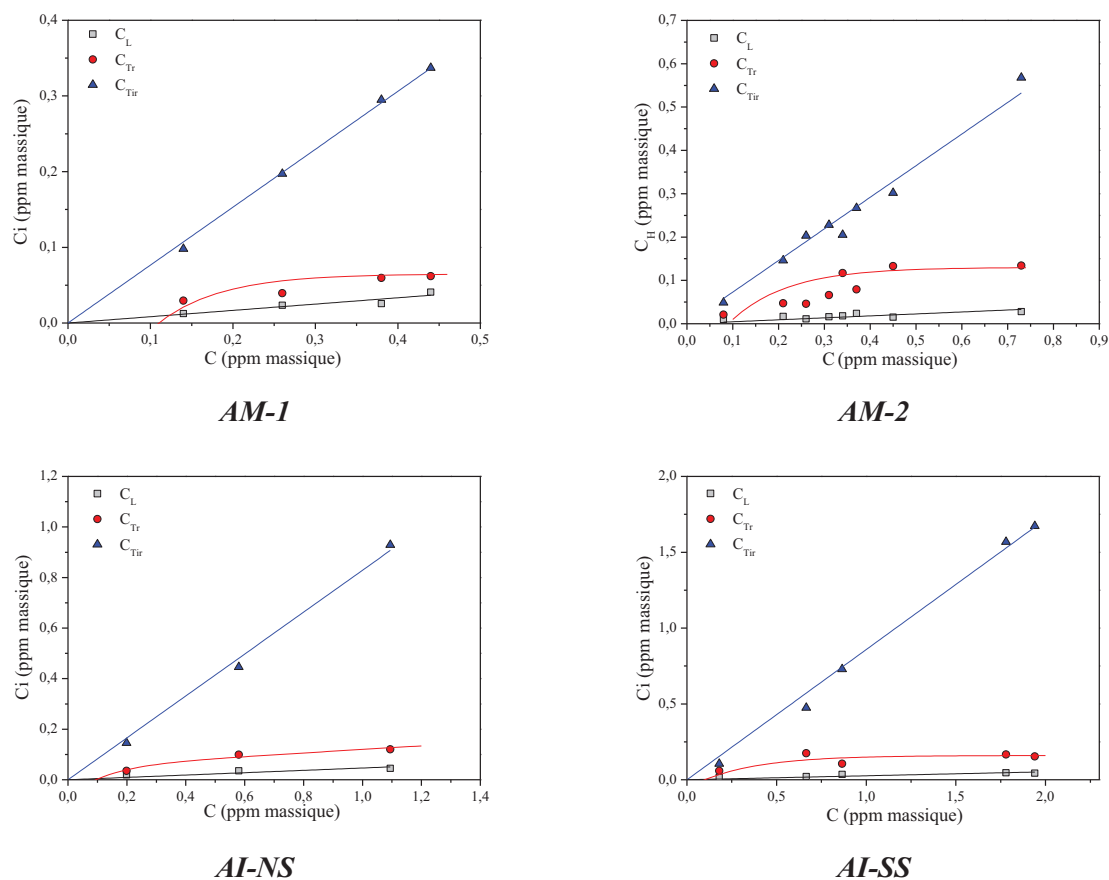 0,4
0,3
0,2
0,1
0,0
Ci (ppm massique)
C_L
C_Tr
C_Tir
0,0 0,1 0,2 0,3 0,4 0,5
C (ppm massique)
AM-1
0,7
0,6
0,5
0,4
0,3
0,2
0,1
0,0
C_H (ppm massique)
C_L
C_Tr
C_Tir
0,0 0,1 0,2 0,3 0,4 0,5 0,6 0,7 0,8 0,9
C (ppm massique)
AM-2
1,2
1,0
0,8
0,6
0,4
0,2
0,0
Ci (ppm massique)
C_L
C_Tr
C_Tir
0,0 0,2 0,4 0,6 0,8 1,0 1,2 1,4
C (ppm massique)
AI-NS
2,0
1,5
1,0
0,5
0,0
Ci (ppm massique)
C_L
C_Tr
C_Tir
0,0 0,5 1,0 1,5 2,0
C (ppm massique)
AI-SS